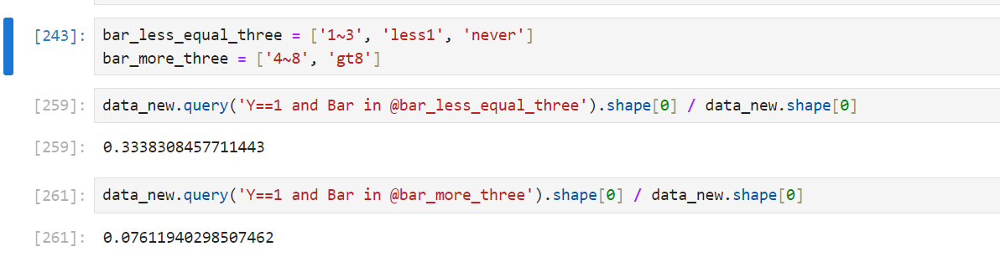 [243]: bar_less_equal_three = ['1~3', 'less1', 'never']
bar_more_three = ['4~8', 'gt8']
[259]: data_new.query('Y==1 and Bar in @bar_less_equal_three').shape[0] / data_new.shape[0]
[259]: 0.3338308457711443
[261]: data_new.query('Y==1 and Bar in @bar_more_three').shape[0] / data_new.shape[0]
[261]: 0.07611940298507462